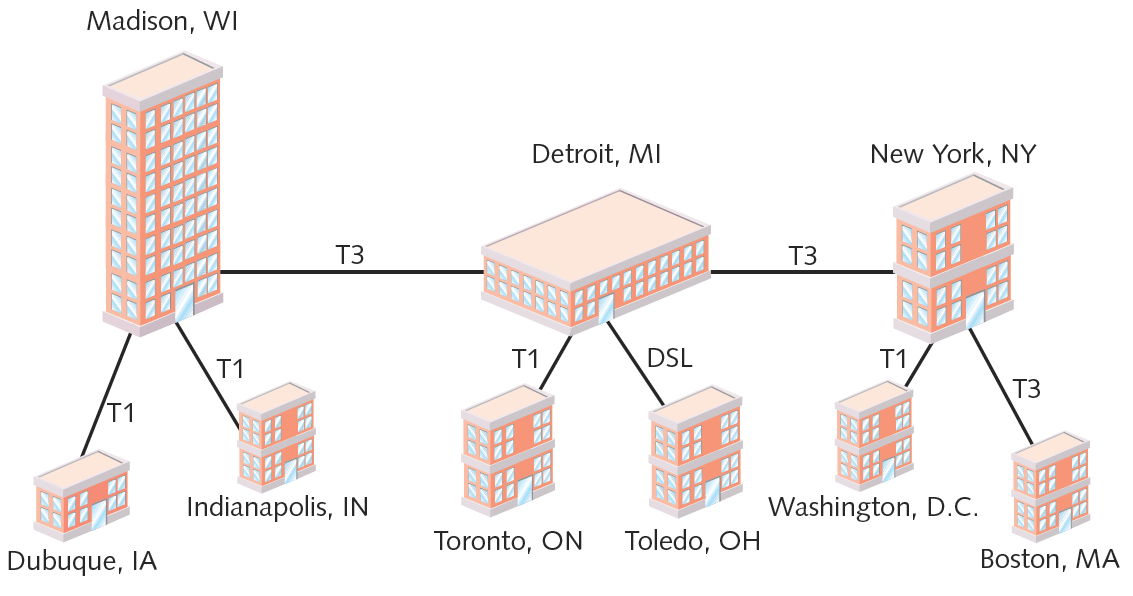 Madison, WI
Detroit, MI
New York, NY
T3
T3
T1
DSL
T1
T1
T3
T1
Indianapolis, IN
Washington, D.C.
Toronto, ON
Toledo, OH
Dubuque, IA
Boston, MA